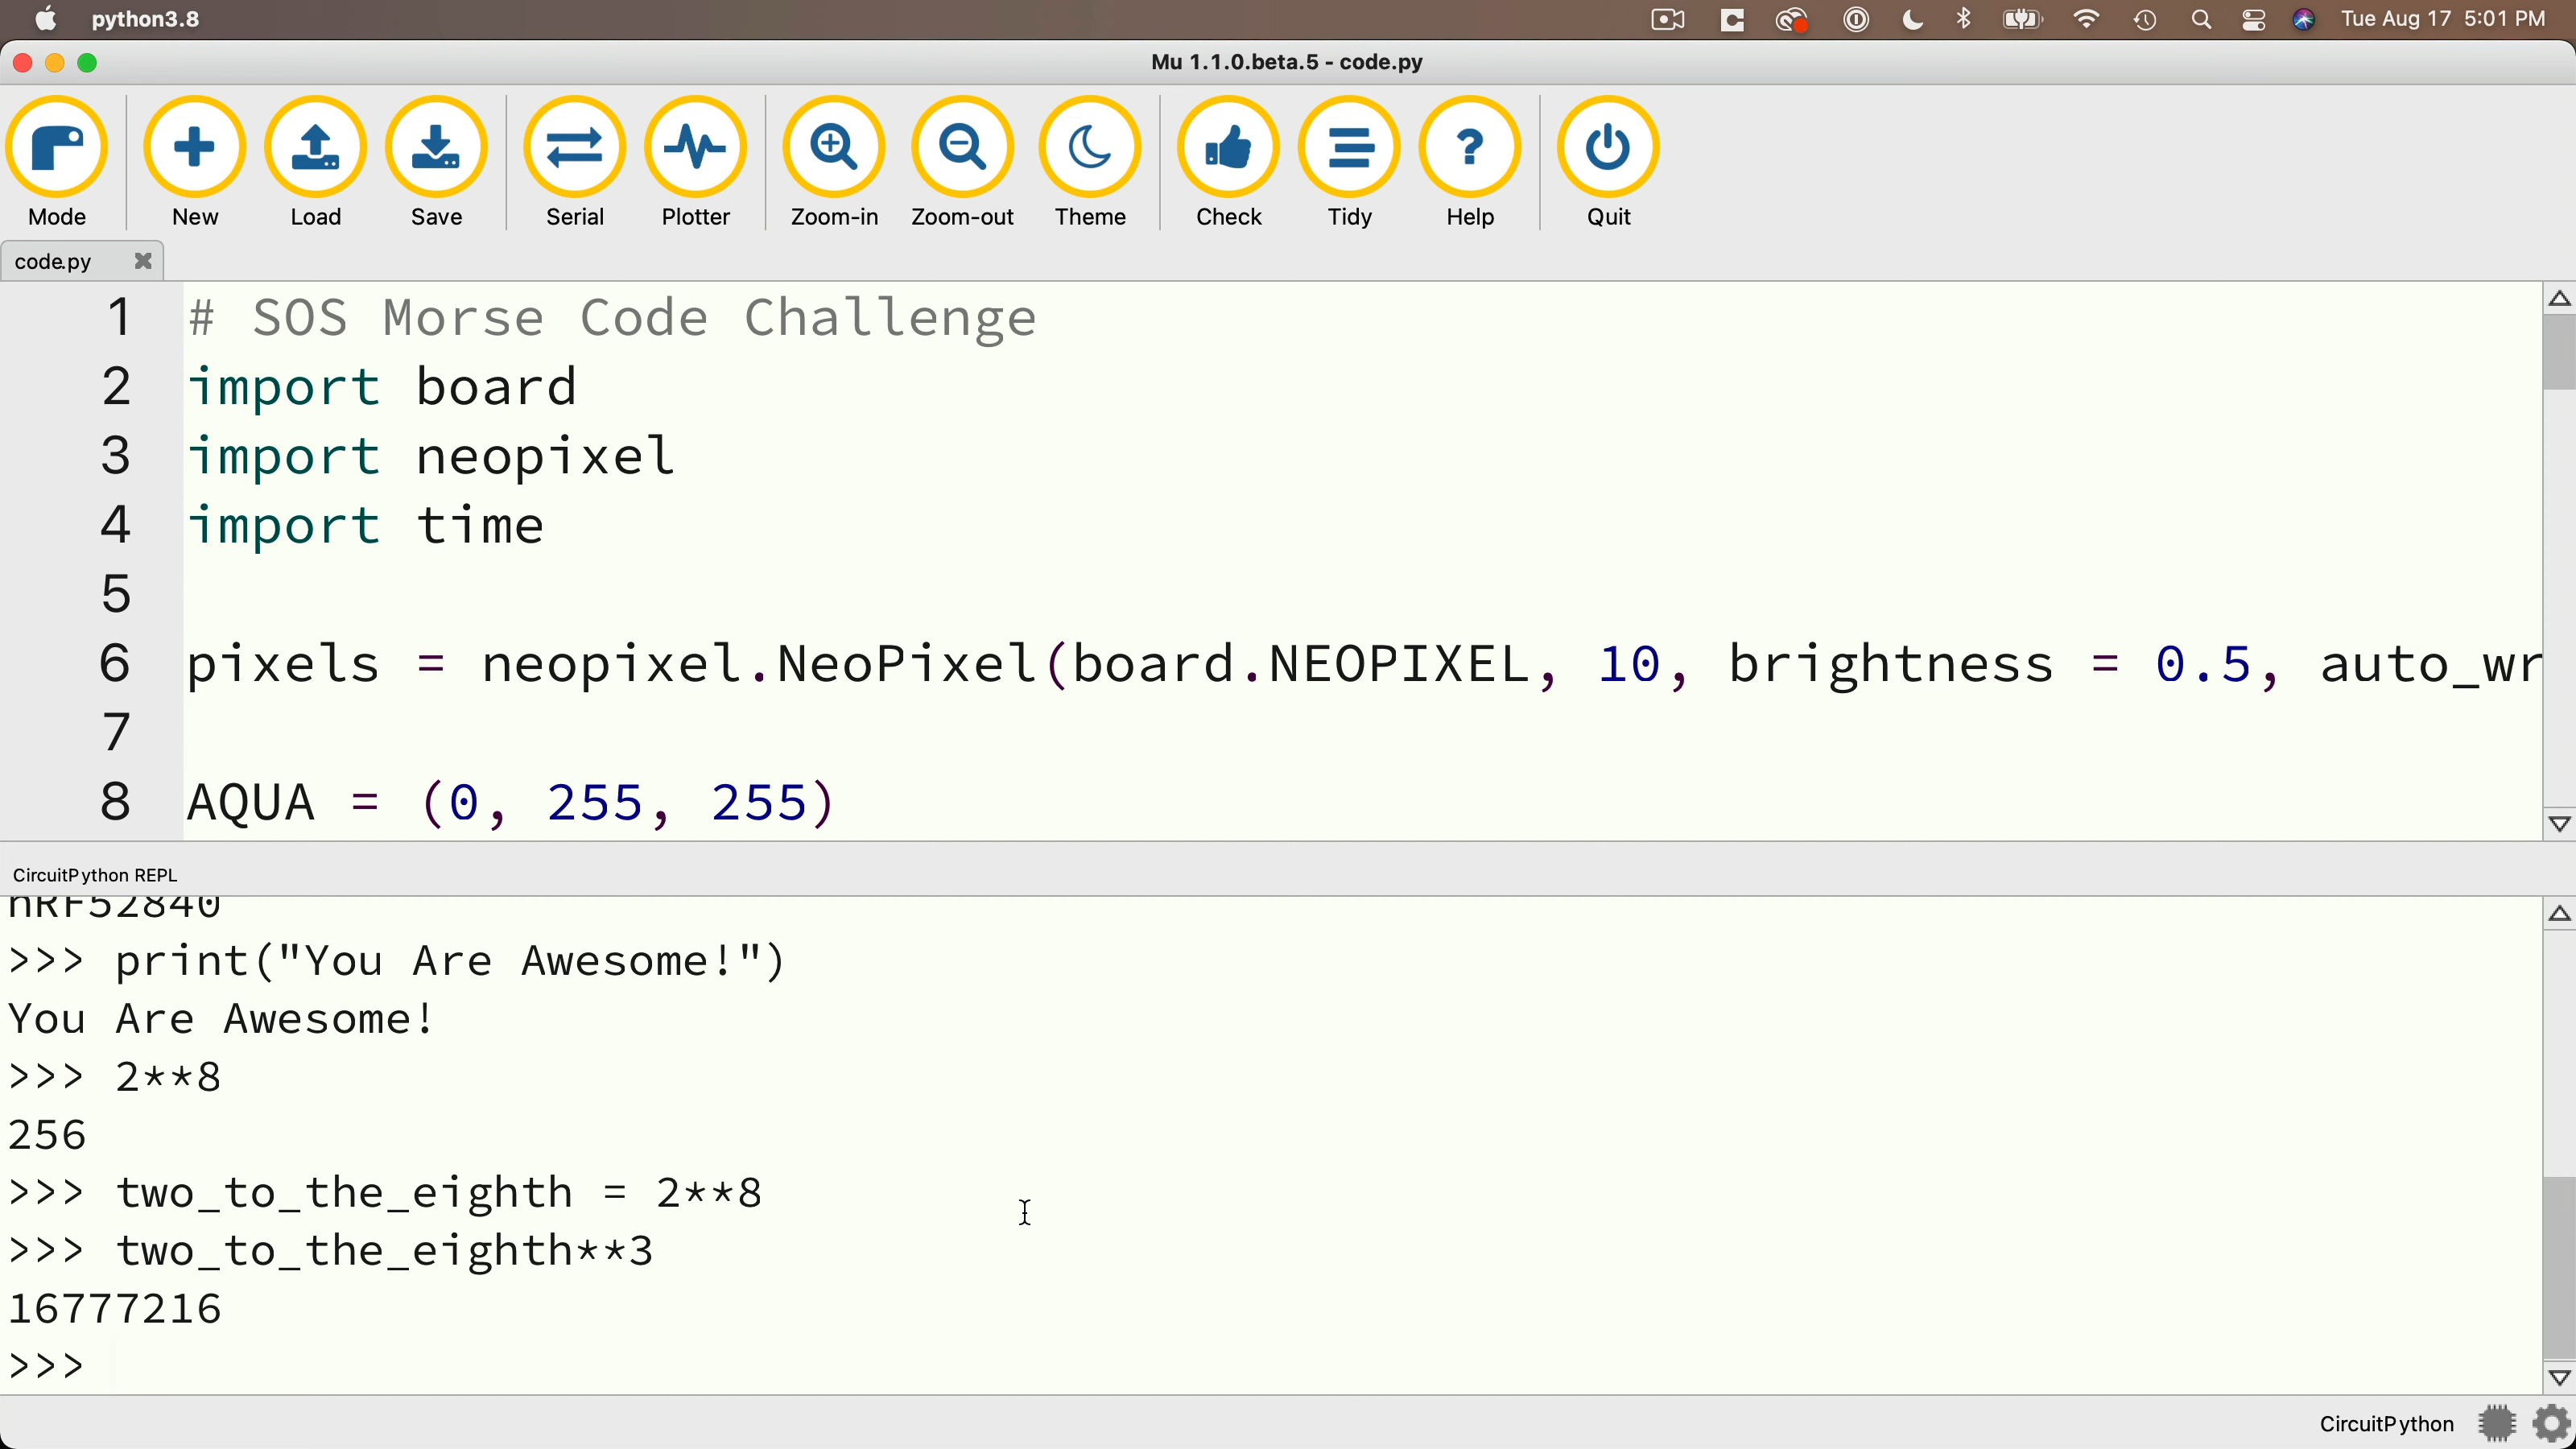 python3.8
Tue Aug 17 5:01 PM
Mu 1.1.0.beta.5 - code.py
Mode
New
Load
Save
Serial
Plotter
Zoom-in
Zoom-out
Theme
Check
Tidy
Help
Quit
code.py
1 # SOS Morse Code Challenge
2 import board
3 import neopixel
4 import time
5
6 pixels = neopixel.NeoPixel(board.NEOPIXEL, 10, brightness = 0.5, auto_wr
7
8 AQUA = (0, 255, 255)
CircuitPython REPL
nRF52840
>>> print("You Are Awesome!")
You Are Awesome!
>>> 2**8
256
>>> two_to_the_eighth = 2**8
>>> two_to_the_eighth**3
16777216
>>>
CircuitPython